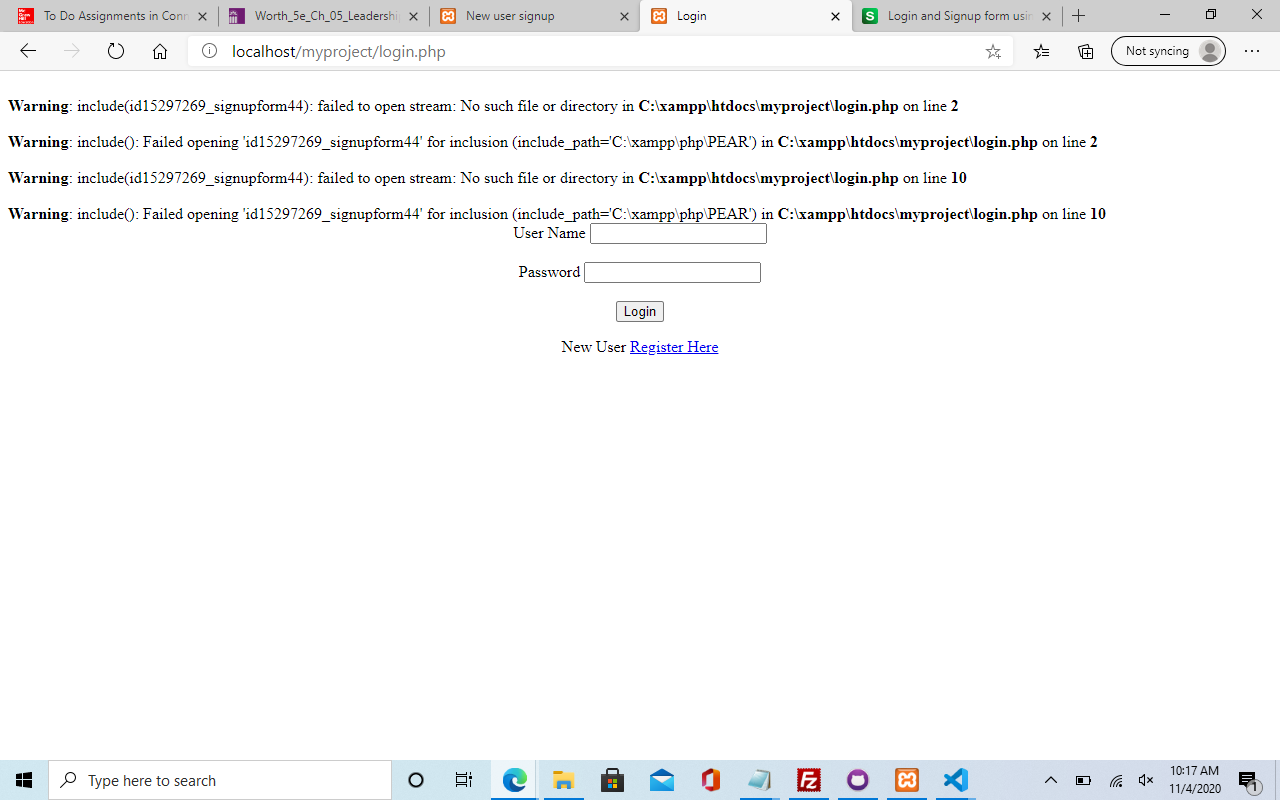 To Do Assignments in Conn
Worth_5e_Ch_05_Leadershi
New user signup
Login
Login and Signup form usin
localhost/myproject/login.php
Not syncing
Warning: include(id15297269_signupform44): failed to open stream: No such file or directory in C:\xampp\htdocs\myproject\login.php on line 2
Warning: include(): Failed opening 'id15297269_signupform44' for inclusion (include_path='C:\xampp\php\PEAR') in C:\xampp\htdocs\myproject\login.php on line 2
Warning: include(id15297269_signupform44): failed to open stream: No such file or directory in C:\xampp\htdocs\myproject\login.php on line 10
Warning: include(): Failed opening 'id15297269_signupform44' for inclusion (include_path='C:\xampp\php\PEAR') in C:\xampp\htdocs\myproject\login.php on line 10
User Name
Password
Login
New User Register Here
Type here to search
10:17 AM
11/4/2020
1